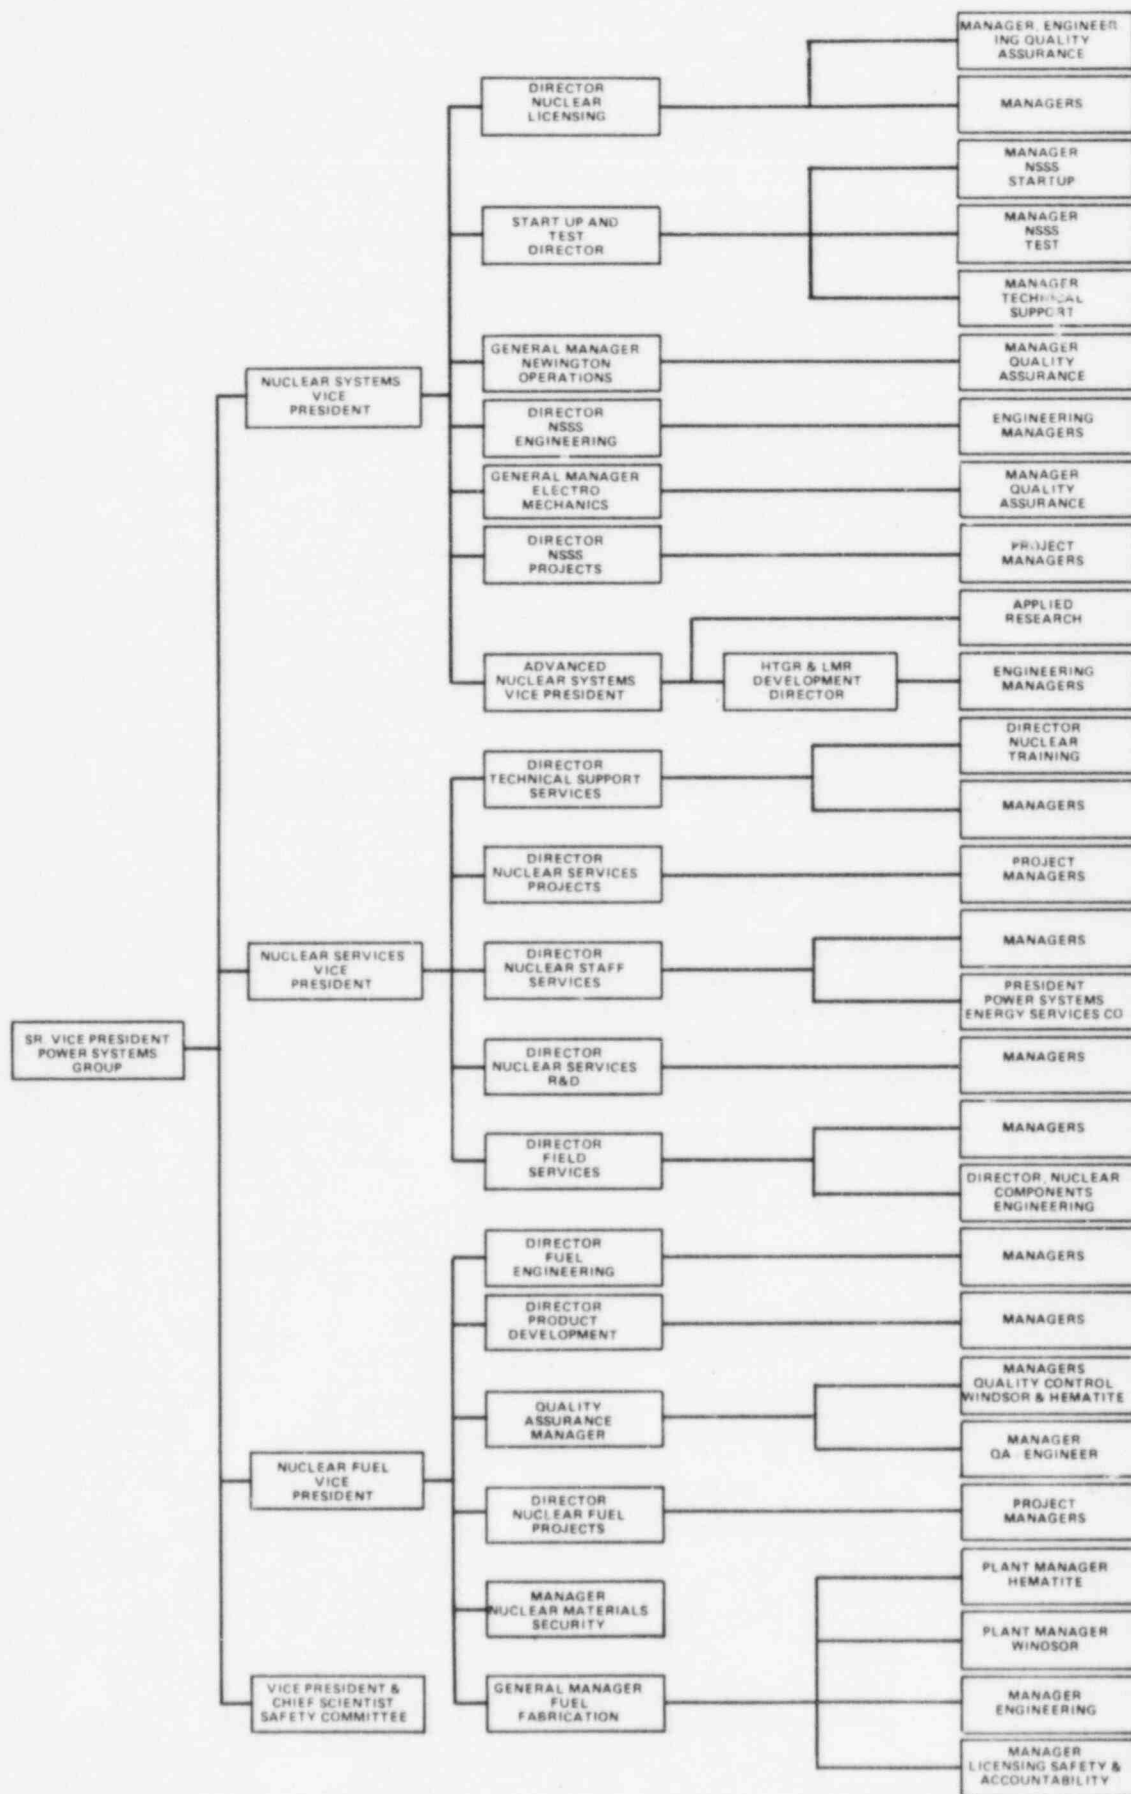 SR. VICE PRESIDENT
POWER SYSTEMS
GROUP
NUCLEAR SYSTEMS
VICE
PRESIDENT
DIRECTOR
NUCLEAR
LICENSING
MANAGER, ENGINEER
ING QUALITY
ASSURANCE
MANAGERS
START UP AND
TEST
DIRECTOR
MANAGER
NSSS
STARTUP
MANAGER
NSSS
TEST
MANAGER
TECHNICAL
SUPPORT
GENERAL MANAGER
NEWINGTON
OPERATIONS
MANAGER
QUALITY
ASSURANCE
DIRECTOR
NSSS
ENGINEERING
ENGINEERING
MANAGERS
GENERAL MANAGER
ELECTRO
MECHANICS
MANAGER
QUALITY
ASSURANCE
DIRECTOR
NSSS
PROJECTS
PROJECT
MANAGERS
ADVANCED
NUCLEAR SYSTEMS
VICE PRESIDENT
APPLIED
RESEARCH
HTGR & LMR
DEVELOPMENT
DIRECTOR
ENGINEERING
MANAGERS
NUCLEAR SERVICES
VICE
PRESIDENT
DIRECTOR
TECHNICAL SUPPORT
SERVICES
DIRECTOR
NUCLEAR
TRAINING
MANAGERS
DIRECTOR
NUCLEAR SERVICES
PROJECTS
PROJECT
MANAGERS
DIRECTOR
NUCLEAR STAFF
SERVICES
MANAGERS
PRESIDENT
POWER SYSTEMS
ENERGY SERVICES CO
DIRECTOR
NUCLEAR SERVICES
R&D
MANAGERS
DIRECTOR
FIELD
SERVICES
MANAGERS
DIRECTOR, NUCLEAR
COMPONENTS
ENGINEERING
NUCLEAR FUEL
VICE
PRESIDENT
DIRECTOR
FUEL
ENGINEERING
MANAGERS
DIRECTOR
PRODUCT
DEVELOPMENT
MANAGERS
QUALITY
ASSURANCE
MANAGER
MANAGERS
QUALITY CONTROL
WINDSOR & HEMATITE
MANAGER
QA ENGINEER
DIRECTOR
NUCLEAR FUEL
PROJECTS
PROJECT
MANAGERS
MANAGER
NUCLEAR MATERIALS
SECURITY
GENERAL MANAGER
FUEL
FABRICATION
PLANT MANAGER
HEMATITE
PLANT MANAGER
WINDSOR
MANAGER
ENGINEERING
MANAGER
LICENSING SAFETY &
ACCOUNTABILITY
VICE PRESIDENT &
CHIEF SCIENTIST
SAFETY COMMITTEE